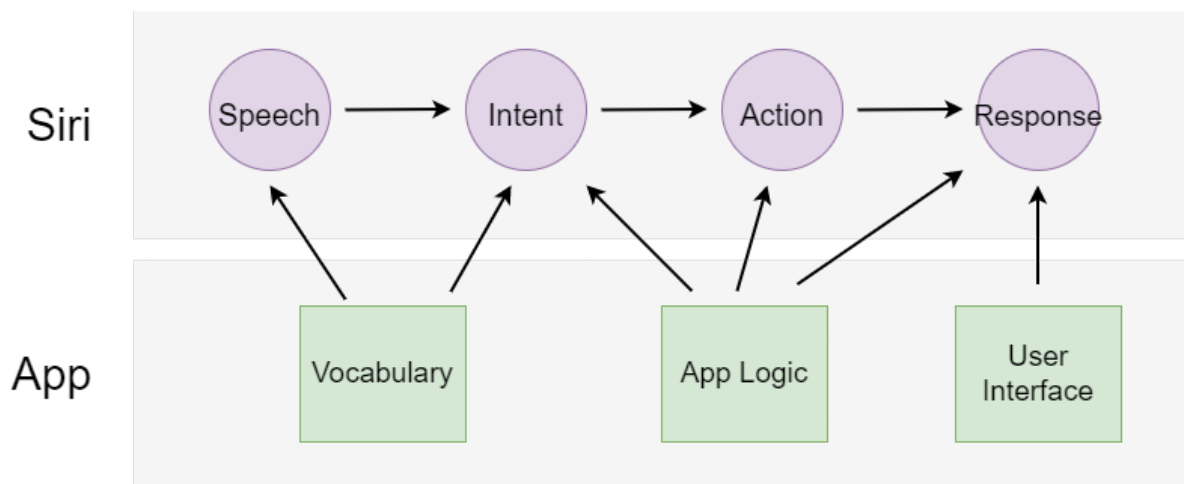 Siri
Speech
Intent
Action
Response
App
Vocabulary
App Logic
User
Interface